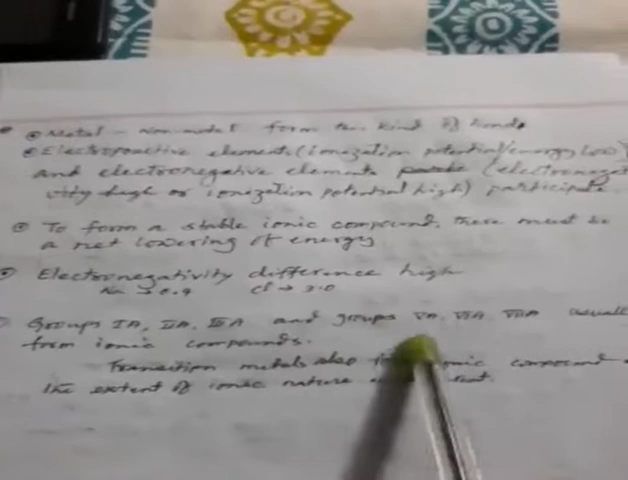 Metal - non-metal form this kind of bonds
Electropositive elements (ionization potential/energy low)
and electronegative elements (electronegati
vity high or ionization potential high) participate.
To form a stable ionic compound, there must be
a net lowering of energy
Electronegativity difference high
Na → 0.9 Cl → 3.0
Groups IA, IIA, IIIA and groups VA, VIA VIIA usuall
form ionic compounds.
Transition metals also ionic compound
the extent of ionic nature